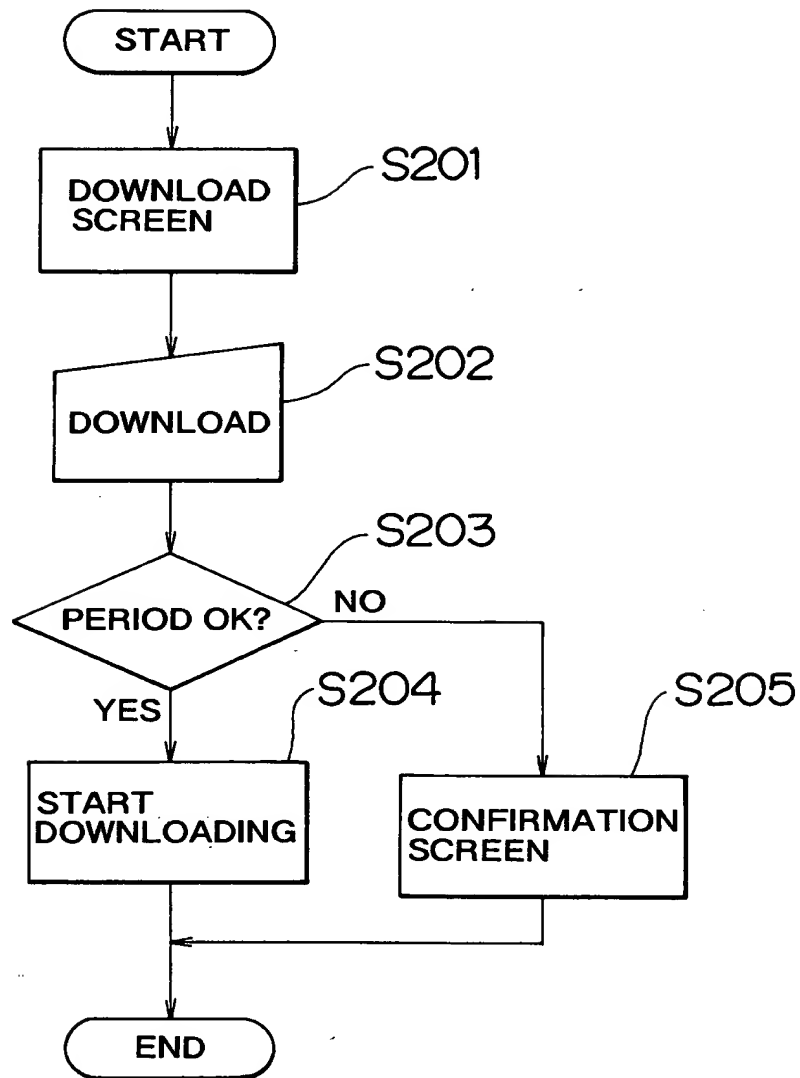 START
DOWNLOAD
SCREEN
S201
DOWNLOAD
S202
PERIOD OK?
S203
NO
YES
START
DOWNLOADING
S204
CONFIRMATION
SCREEN
S205
END